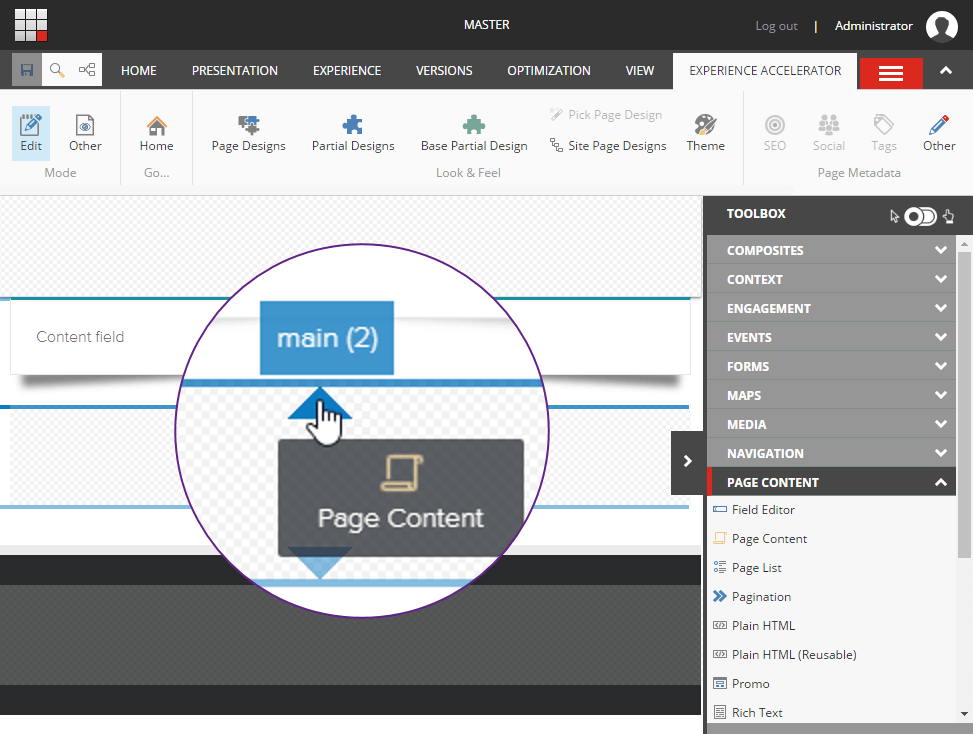 MASTER
Log out | Administrator
HOME PRESENTATION EXPERIENCE VERSIONS OPTIMIZATION VIEW EXPERIENCE ACCELERATOR
Edit
Other
Mode
Home
Go...
Page Designs
Partial Designs
Base Partial Design
Pick Page Design
Site Page Designs
Theme
Look & Feel
SEO
Social
Tags
Other
Page Metadata
Content field
main (2)
Page Content
TOOLBOX
COMPOSITES
CONTEXT
ENGAGEMENT
EVENTS
FORMS
MAPS
MEDIA
NAVIGATION
PAGE CONTENT
Field Editor
Page Content
Page List
Pagination
Plain HTML
Plain HTML (Reusable)
Promo
Rich Text